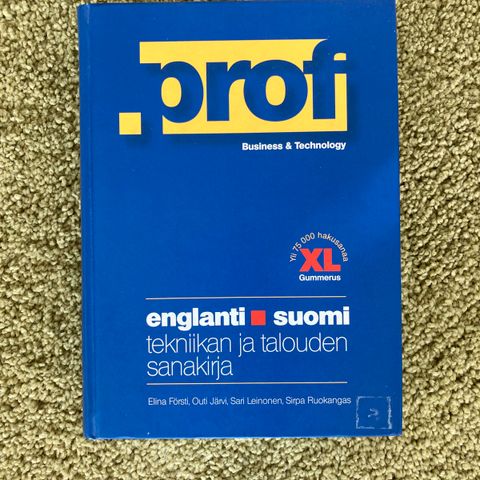 .prof
Business & Technology
Yli 75 000 hakusanaa
XL
Gummerus
englanti ■ suomi
tekniikan ja talouden
sanakirja
Elina Försti, Outi Järvi, Sari Leinonen, Sirpa Ruokangas